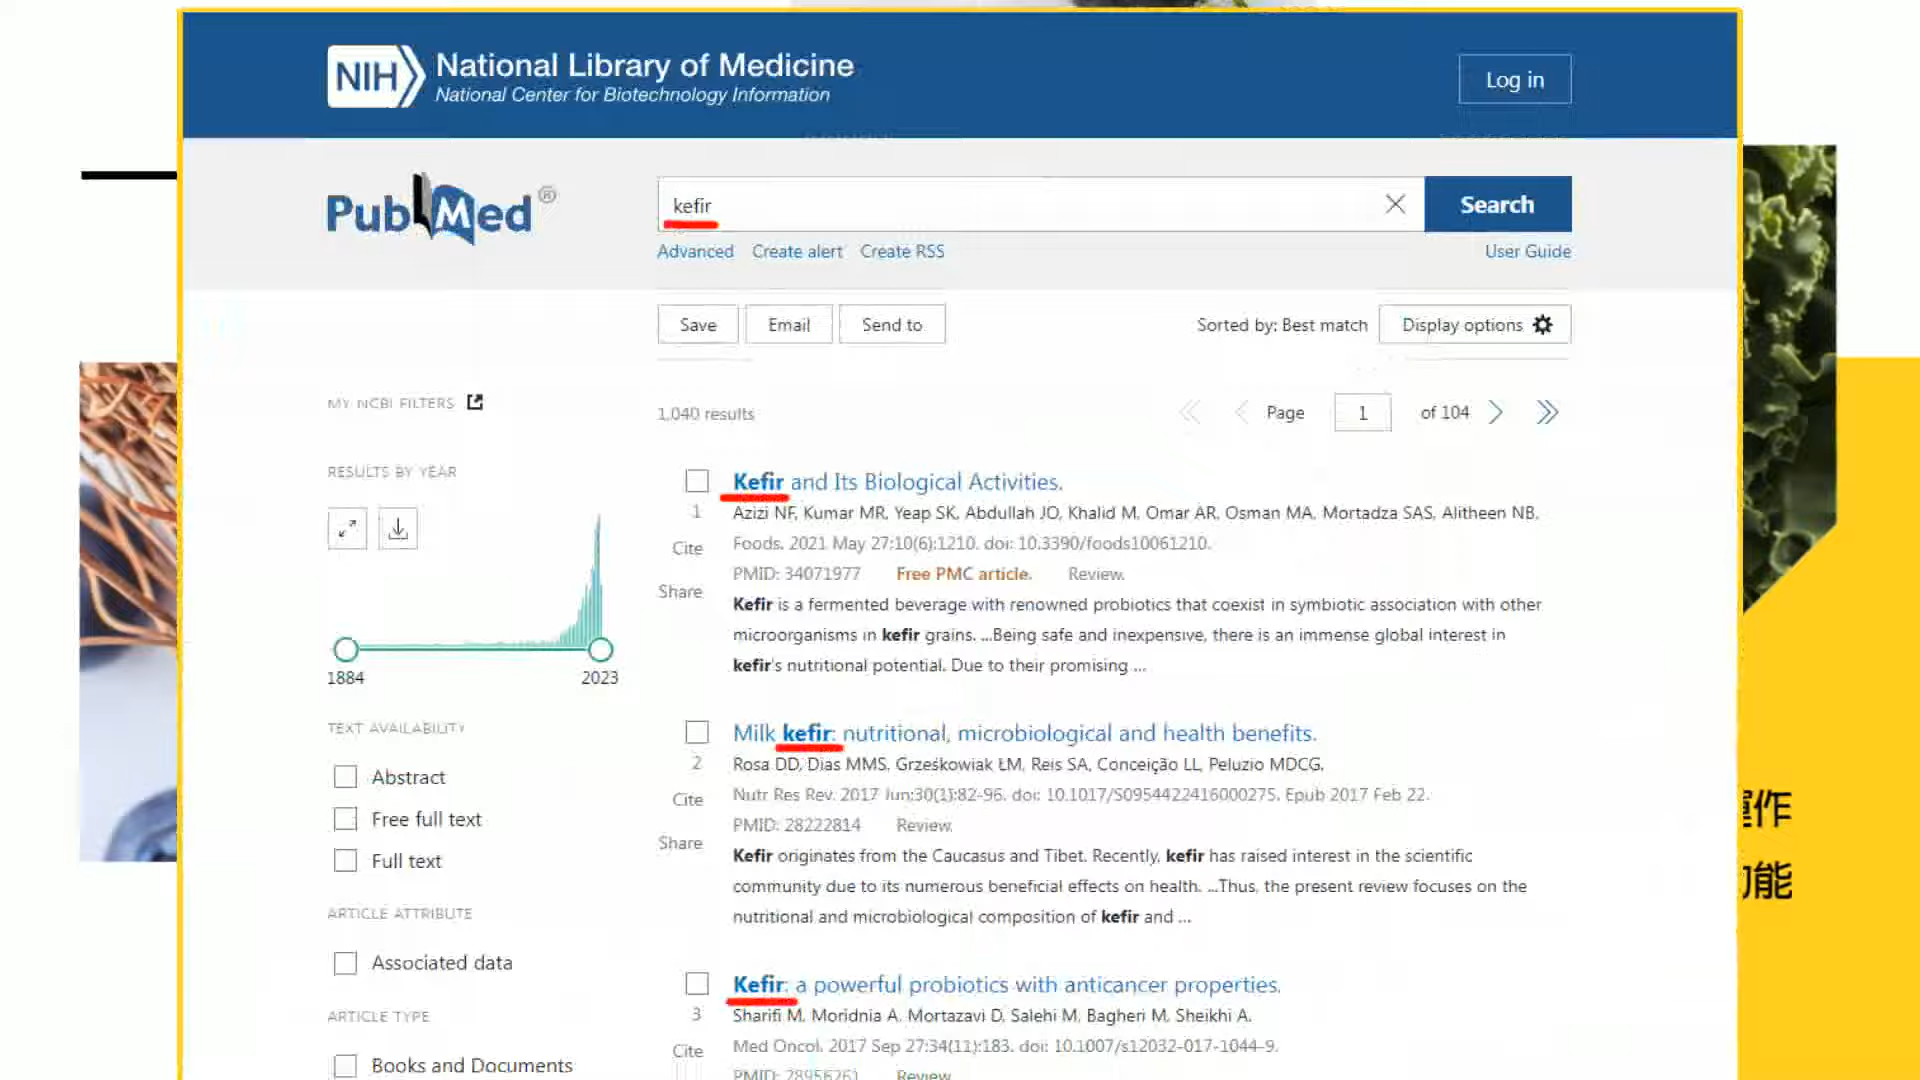 NIH National Library of Medicine
National Center for Biotechnology Information
Log in
PubMed®
kefir
Search
Advanced Create alert Create RSS
User Guide
Save Email Send to
Sorted by: Best match Display options
MY NCBI FILTERS
1,040 results
Page 1 of 104
RESULTS BY YEAR
1884 2023
TEXT AVAILABILITY
Abstract
Free full text
Full text
ARTICLE ATTRIBUTE
Associated data
ARTICLE TYPE
Books and Documents
Kefir and Its Biological Activities.
1
Azizi NF, Kumar MR, Yeap SK, Abdullah JO, Khalid M, Omar AR, Osman MA, Mortadza SAS, Alitheen NB.
Cite
Foods. 2021 May 27;10(6):1210. doi: 10.3390/foods10061210.
PMID: 34071977 Free PMC article. Review.
Share
Kefir is a fermented beverage with renowned probiotics that coexist in symbiotic association with other
microorganisms in kefir grains. ...Being safe and inexpensive, there is an immense global interest in
kefir's nutritional potential. Due to their promising ...
Milk kefir: nutritional, microbiological and health benefits.
2
Rosa DD, Dias MMS, Grześkowiak ŁM, Reis SA, Conceição LL, Peluzio MDCG.
Cite
Nutr Res Rev. 2017 Jun;30(1):82-96. doi: 10.1017/S0954422416000275. Epub 2017 Feb 22.
PMID: 28222814 Review.
Share
Kefir originates from the Caucasus and Tibet. Recently, kefir has raised interest in the scientific
community due to its numerous beneficial effects on health. ...Thus, the present review focuses on the
nutritional and microbiological composition of kefir and ...
Kefir: a powerful probiotics with anticancer properties.
3
Sharifi M, Moridnia A, Mortazavi D, Salehi M, Bagheri M, Sheikhi A.
Cite
Med Oncol. 2017 Sep 27;34(11):183. doi: 10.1007/s12032-017-1044-9.
PMID: 28956261 Review.
作
能